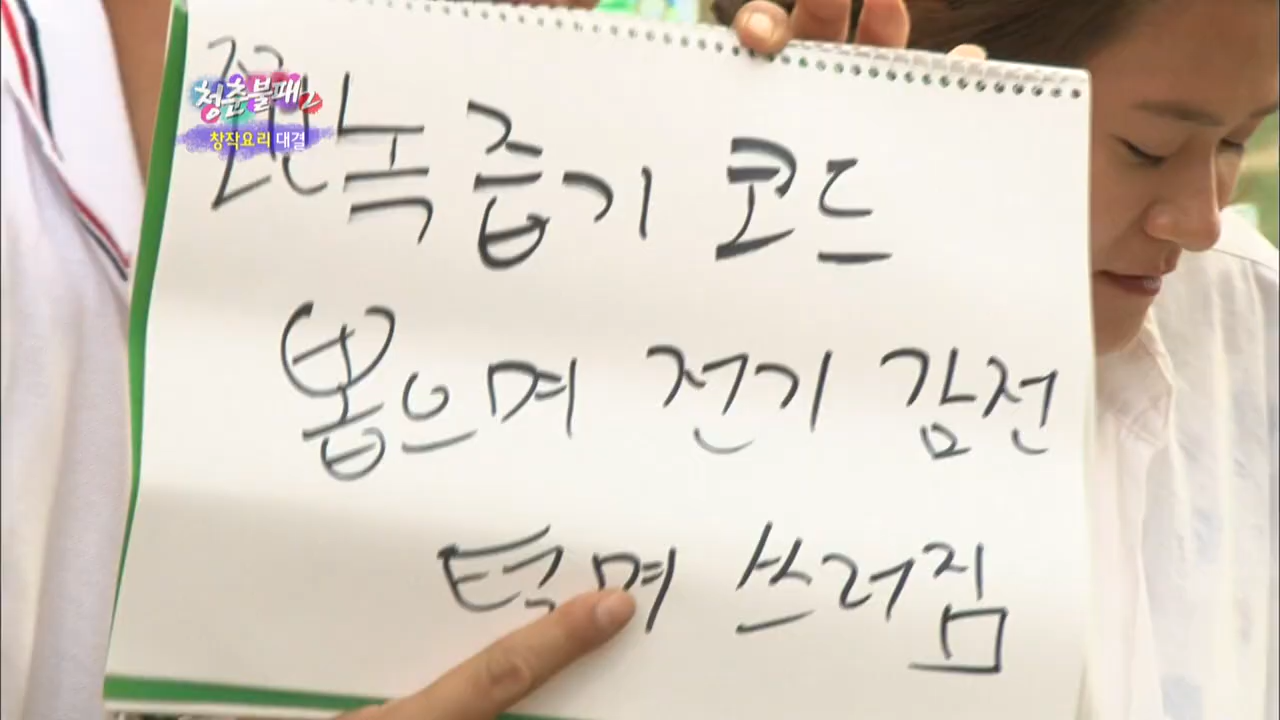 청춘불패2
창작요리 대결
녹즙기 코드
뽑으며 전기 감전
털며 쓰러짐